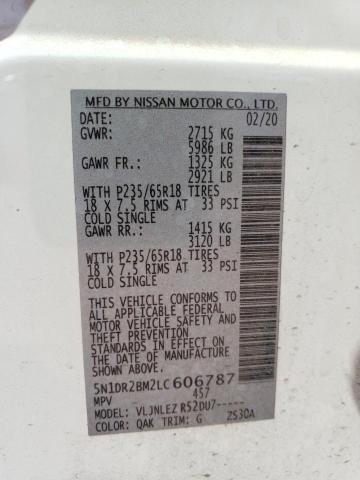 MFD BY NISSAN MOTOR CO., LTD.
DATE: 02/20
GVWR: 2715 KG
5986 LB
GAWR FR.: 1325 KG
2921 LB
WITH P235/65R18 TIRES
18 X 7.5 RIMS AT 33 PSI
COLD SINGLE
GAWR RR.: 1415 KG
3120 LB
WITH P235/65R18 TIRES
18 X 7.5 RIMS AT 33 PSI
COLD SINGLE
THIS VEHICLE CONFORMS TO
ALL APPLICABLE FEDERAL
MOTOR VEHICLE SAFETY AND
THEFT PREVENTION
STANDARDS IN EFFECT ON
THE DATE OF MANUFACTURE
SHOWN ABOVE.
5N1DR2BM2LC606787
MPV 457
VLJNLEZ R52DU7-----
COLOR: QAK TRIM: G ZS30A